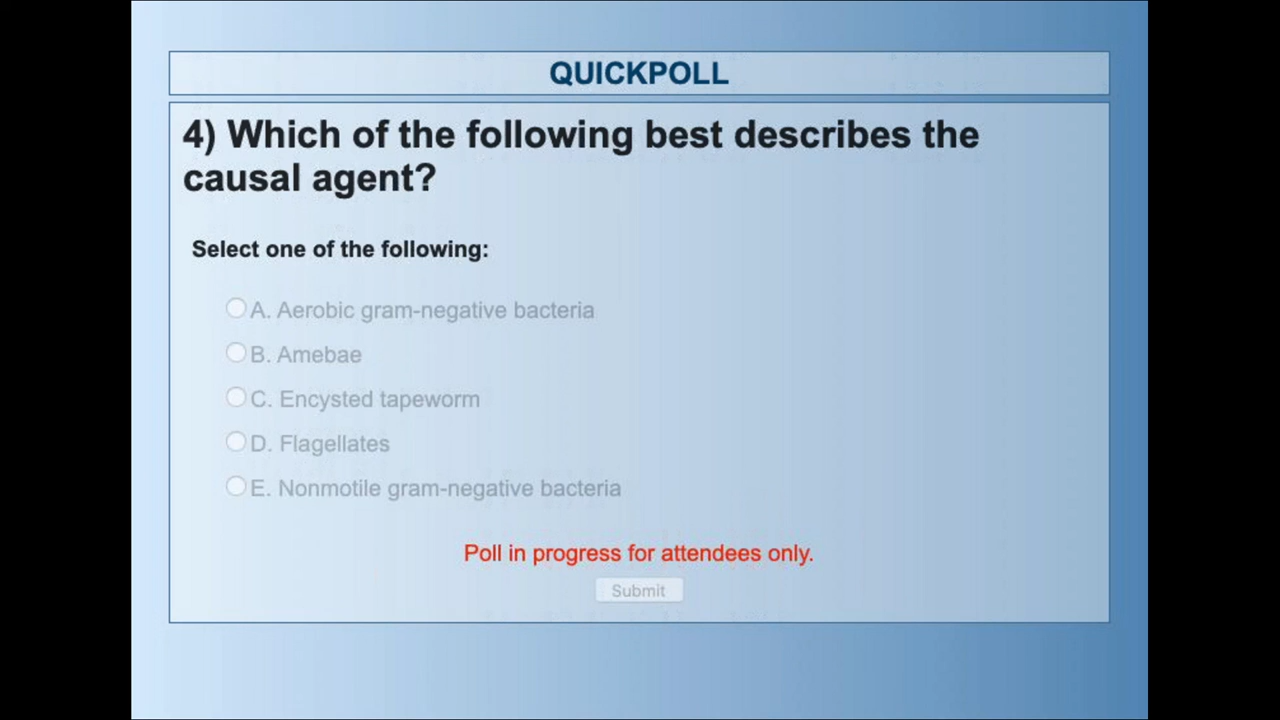 QUICKPOLL
4) Which of the following best describes the
causal agent?
Select one of the following:
A. Aerobic gram-negative bacteria
B. Amebae
C. Encysted tapeworm
D. Flagellates
E. Nonmotile gram-negative bacteria
Poll in progress for attendees only.
Submit